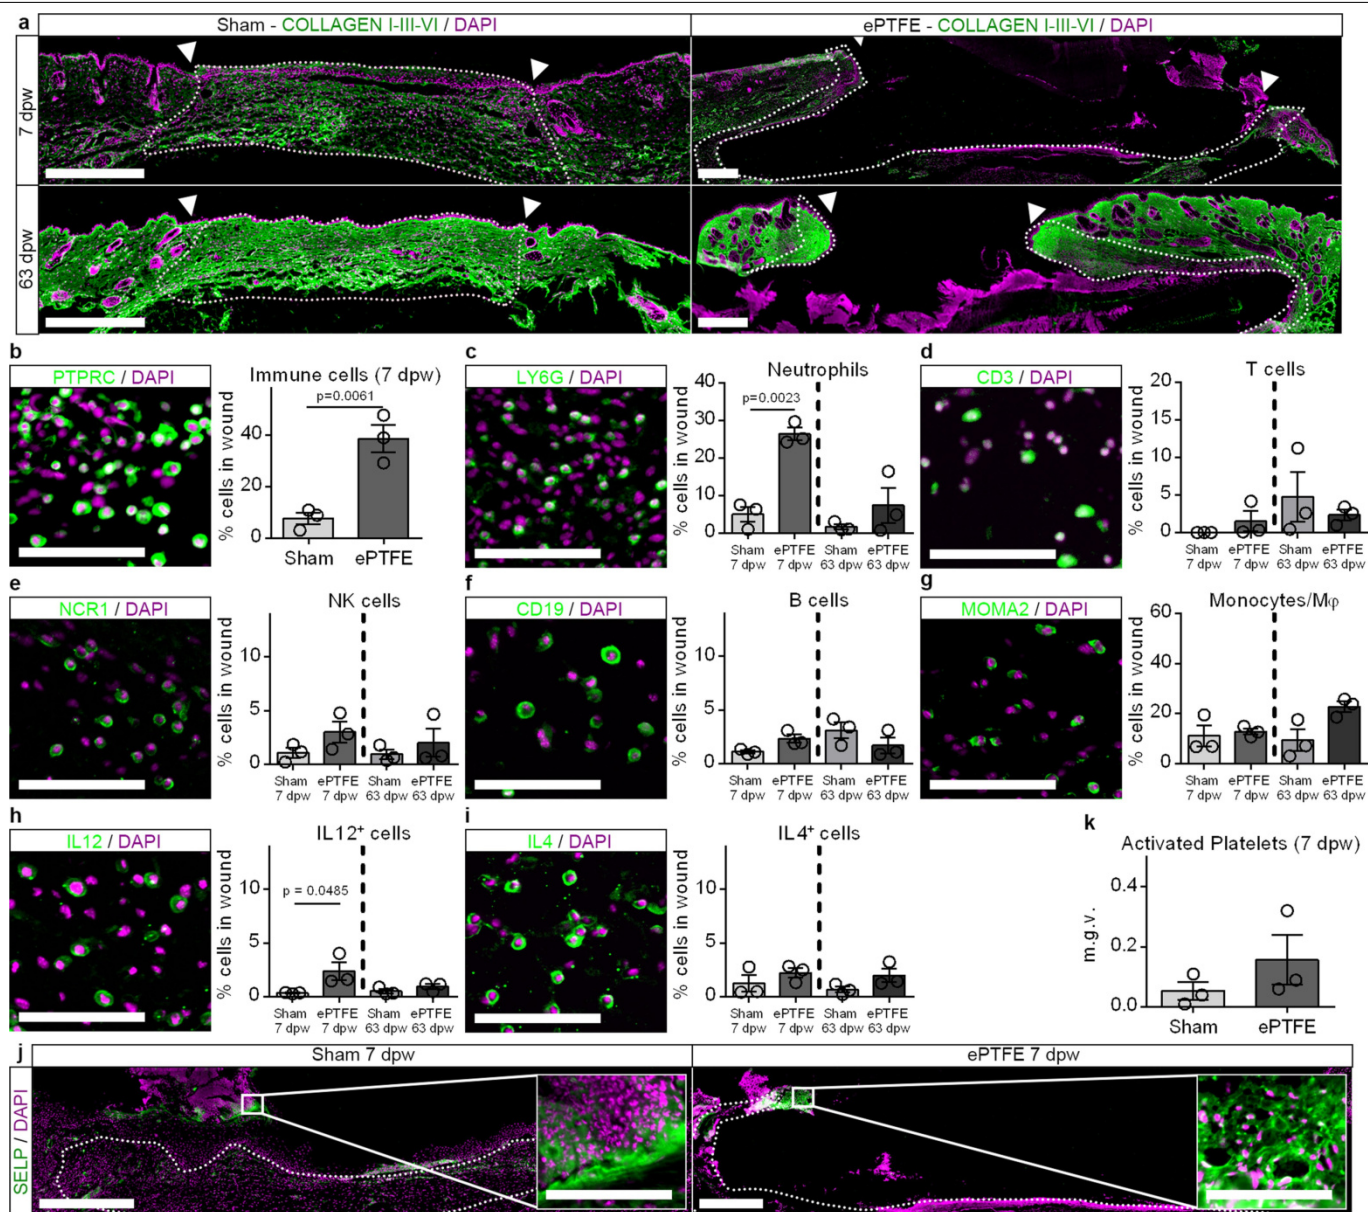 a
Sham - COLLAGEN I-III-VI / DAPI
ePTFE - COLLAGEN I-III-VI / DAPI
7 dpw
63 dpw
b
PTPRC / DAPI
Immune cells (7 dpw)
p=0.0061
% cells in wound
40
20
0
Sham
ePTFE
c
LY6G / DAPI
Neutrophils
p=0.0023
% cells in wound
40
30
20
10
0
Sham 7 dpw
ePTFE 7 dpw
Sham 63 dpw
ePTFE 63 dpw
d
CD3 / DAPI
T cells
% cells in wound
20
15
10
5
0
Sham 7 dpw
ePTFE 7 dpw
Sham 63 dpw
ePTFE 63 dpw
e
NCR1 / DAPI
NK cells
% cells in wound
10
5
0
Sham 7 dpw
ePTFE 7 dpw
Sham 63 dpw
ePTFE 63 dpw
f
CD19 / DAPI
B cells
% cells in wound
10
5
0
Sham 7 dpw
ePTFE 7 dpw
Sham 63 dpw
ePTFE 63 dpw
g
MOMA2 / DAPI
Monocytes/Mφ
% cells in wound
60
40
20
0
Sham 7 dpw
ePTFE 7 dpw
Sham 63 dpw
ePTFE 63 dpw
h
IL12 / DAPI
IL12⁺ cells
p = 0.0485
% cells in wound
10
5
0
Sham 7 dpw
ePTFE 7 dpw
Sham 63 dpw
ePTFE 63 dpw
i
IL4 / DAPI
IL4⁺ cells
% cells in wound
10
5
0
Sham 7 dpw
ePTFE 7 dpw
Sham 63 dpw
ePTFE 63 dpw
k
Activated Platelets (7 dpw)
m.g.v.
0.4
0.2
0.0
Sham
ePTFE
j
Sham 7 dpw
ePTFE 7 dpw
SELP / DAPI